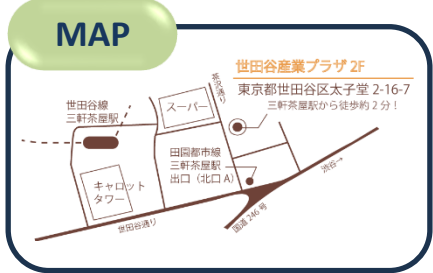 MAP
世田谷産業プラザ 2F
東京都世田谷区太子堂 2-16-7
三軒茶屋駅から徒歩約 2 分！
茶沢通り
スーパー
世田谷線
三軒茶屋駅
田園都市線
三軒茶屋駅
出口（北口 A）
キャロット
タワー
渋谷→
世田谷通り
国道 246 号